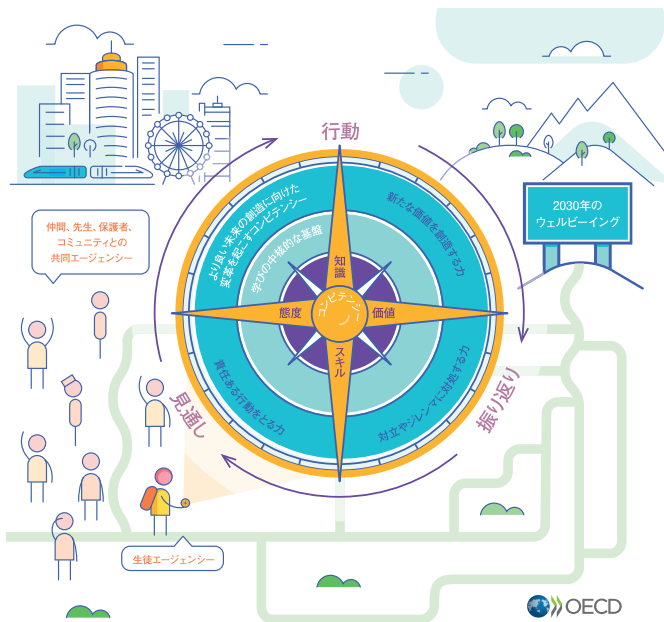 行動
2030年の
ウェルビーイング
仲間、先生、保護者、
コミュニティとの
共同エージェンシー
より良い未来の創造に向けた
変革を起こすコンピテンシー
新たな価値を創造する力
学びの中核的な基盤
知識
コンピテンシー
態度
価値
スキル
責任ある行動をとる力
対立やジレンマに対処する力
見通し
振り返り
生徒エージェンシー
OECD